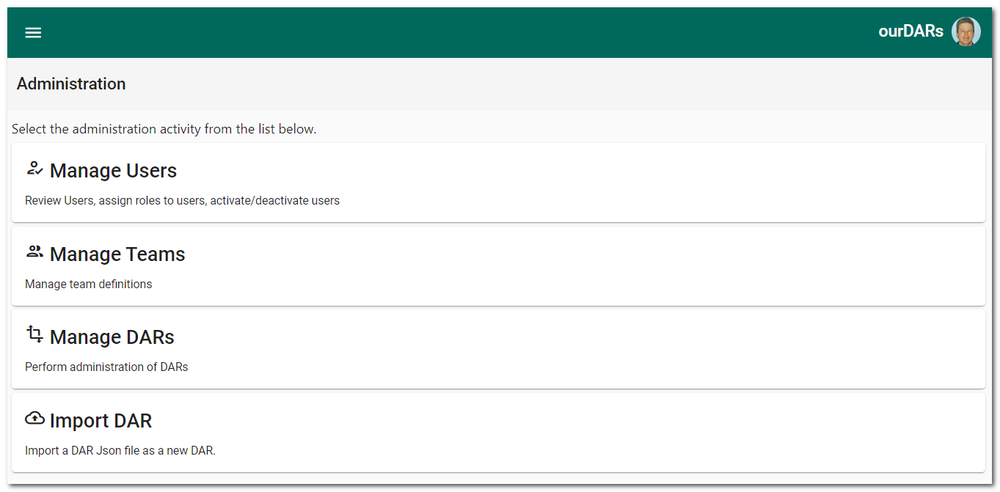 ourDARs
Administration
Select the administration activity from the list below.
Manage Users
Review Users, assign roles to users, activate/deactivate users
Manage Teams
Manage team definitions
Manage DARs
Perform administration of DARs
Import DAR
Import a DAR Json file as a new DAR.